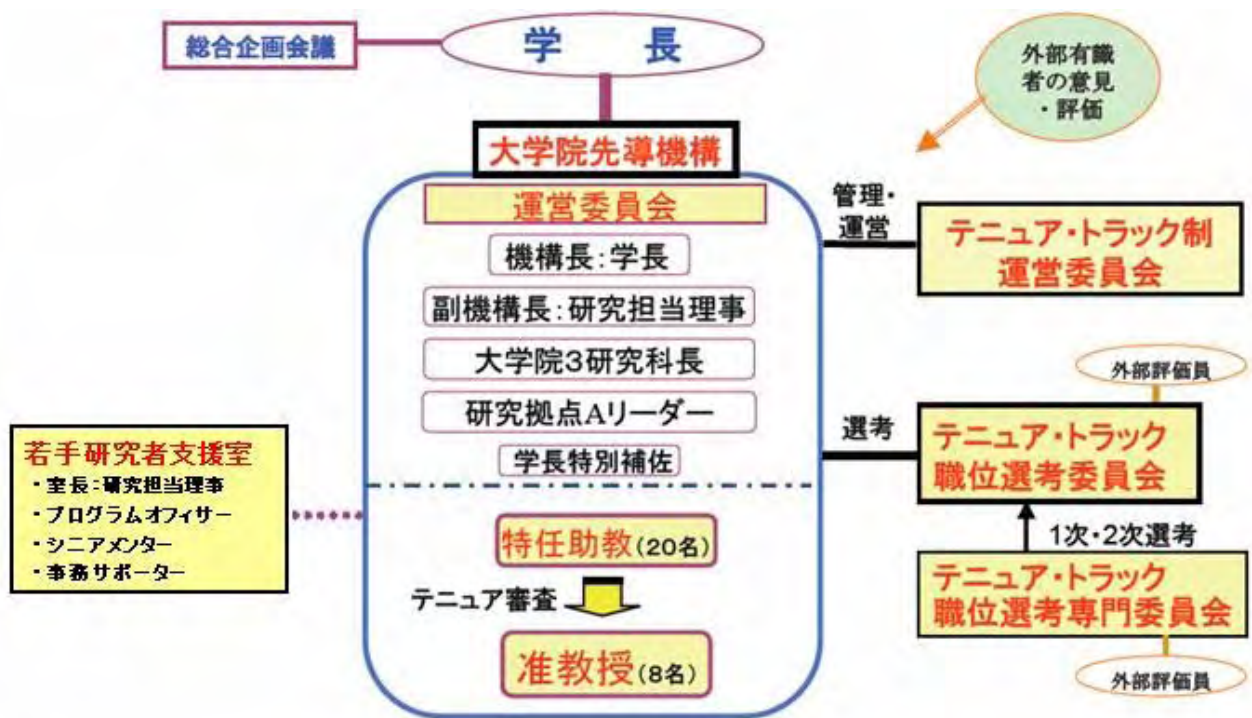 総合企画会議
学 長
外部有識
者の意見
・評価
大学院先導機構
運営委員会
機構長：学長
副機構長：研究担当理事
大学院3研究科長
研究拠点Aリーダー
学長特別補佐
管理・
運営
テニュア・トラック制
運営委員会
外部評価員
選考
テニュア・トラック
職位選考委員会
1次・2次選考
テニュア・トラック
職位選考専門委員会
外部評価員
若手研究者支援室
・室長：研究担当理事
・プログラムオフィサー
・シニアメンター
・事務サポーター
特任助教(20名)
テニュア審査
准教授(8名)